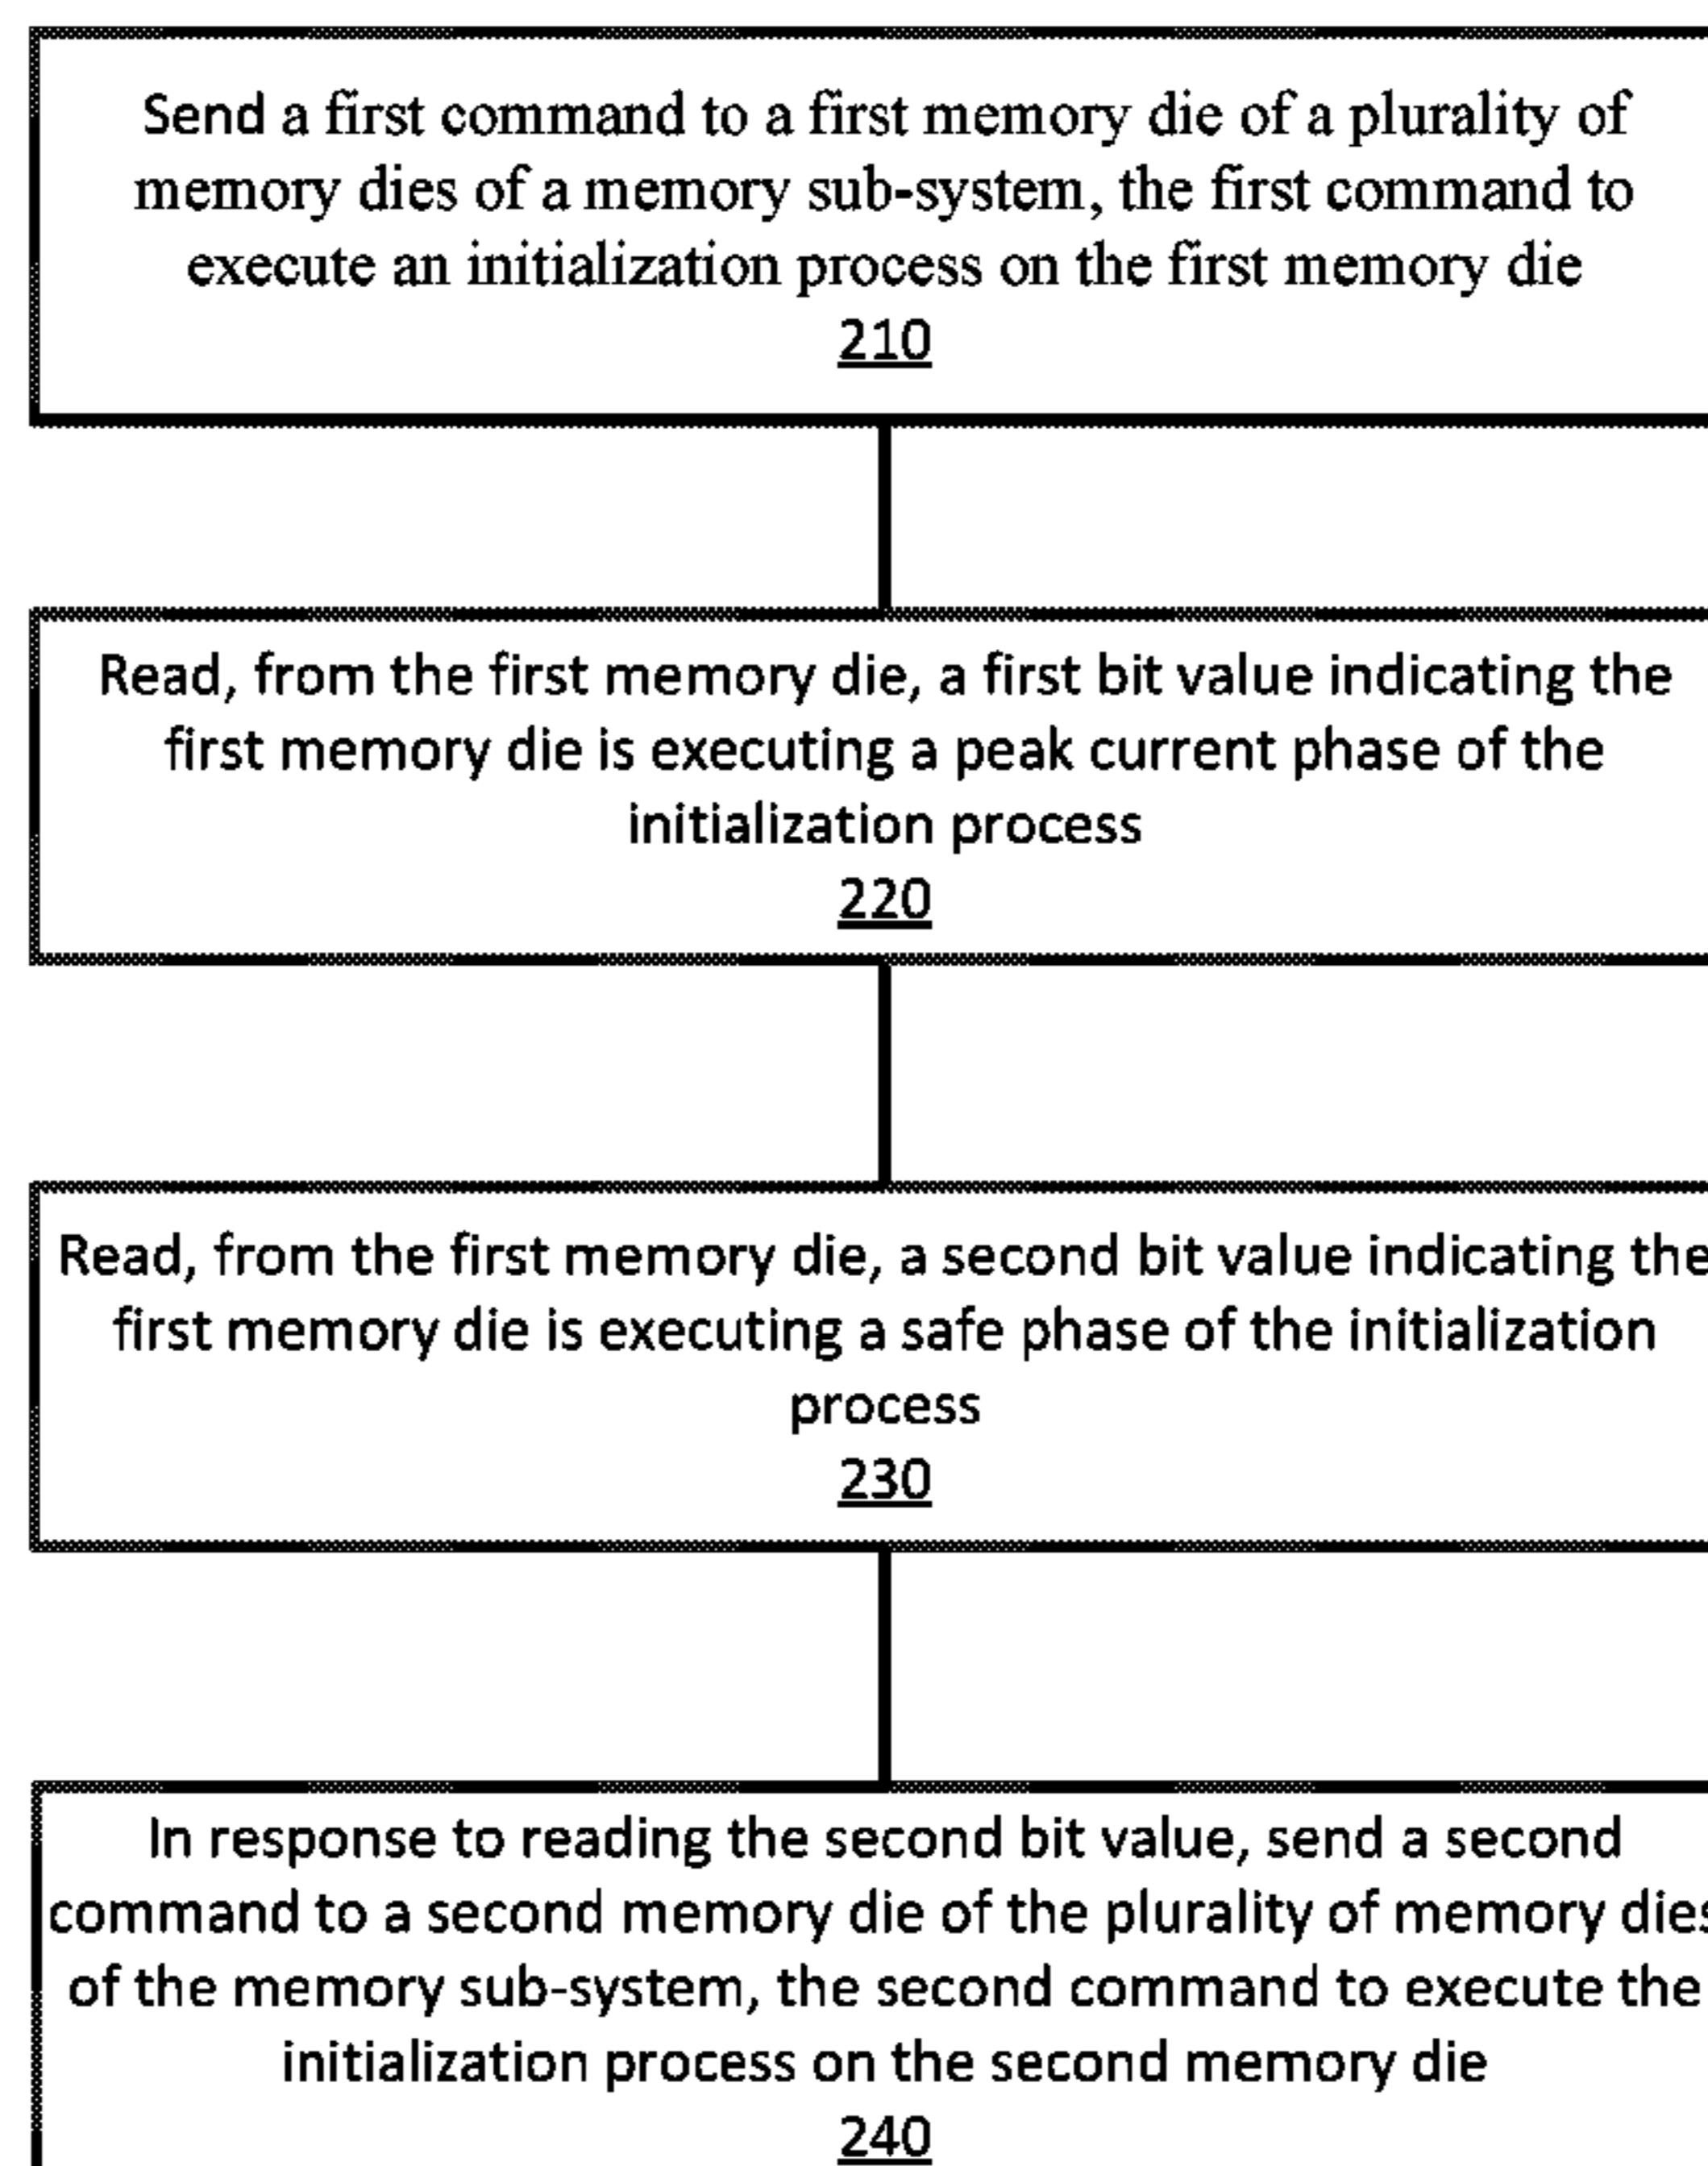 Send a first command to a first memory die of a plurality of
memory dies of a memory sub-system, the first command to
execute an initialization process on the first memory die
210
Read, from the first memory die, a first bit value indicating the
first memory die is executing a peak current phase of the
initialization process
220
Read, from the first memory die, a second bit value indicating the
first memory die is executing a safe phase of the initialization
process
230
In response to reading the second bit value, send a second
command to a second memory die of the plurality of memory dies
of the memory sub-system, the second command to execute the
initialization process on the second memory die
240